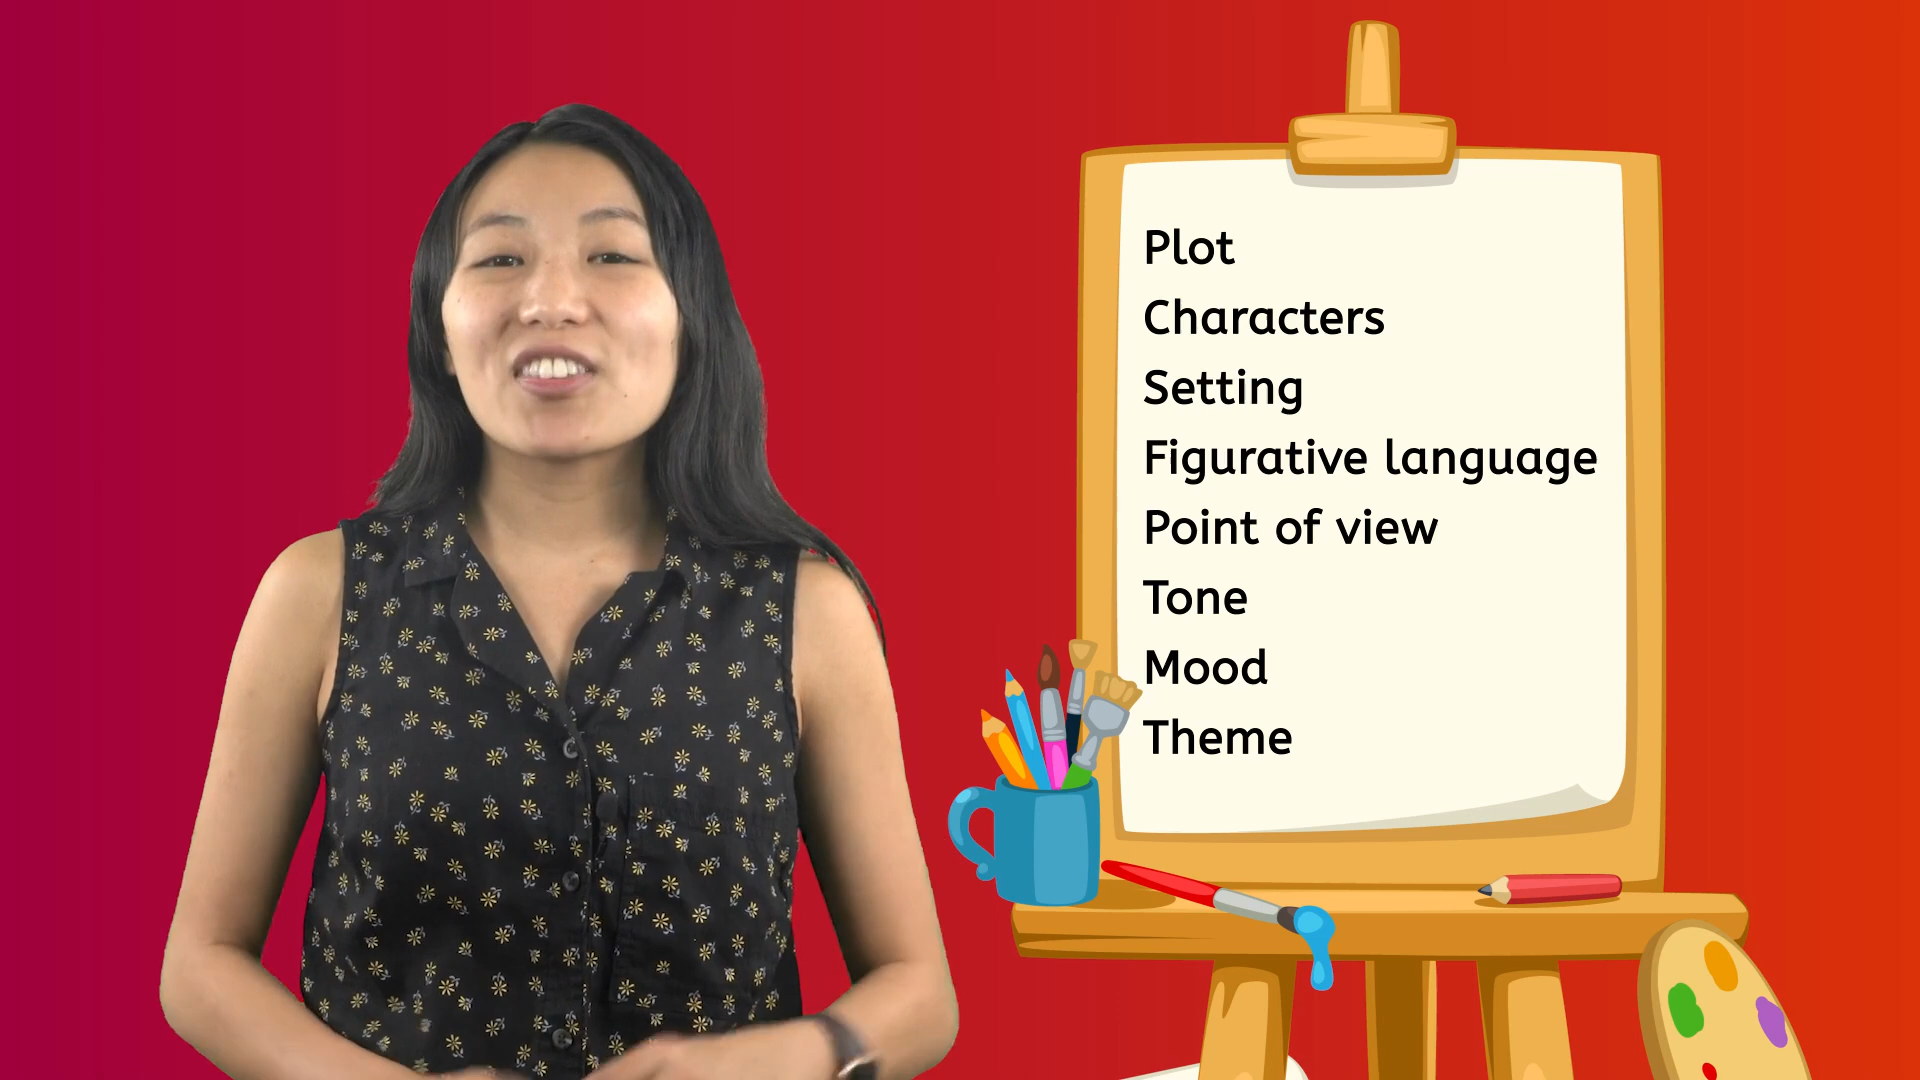 Plot
Characters
Setting
Figurative language
Point of view
Tone
Mood
Theme